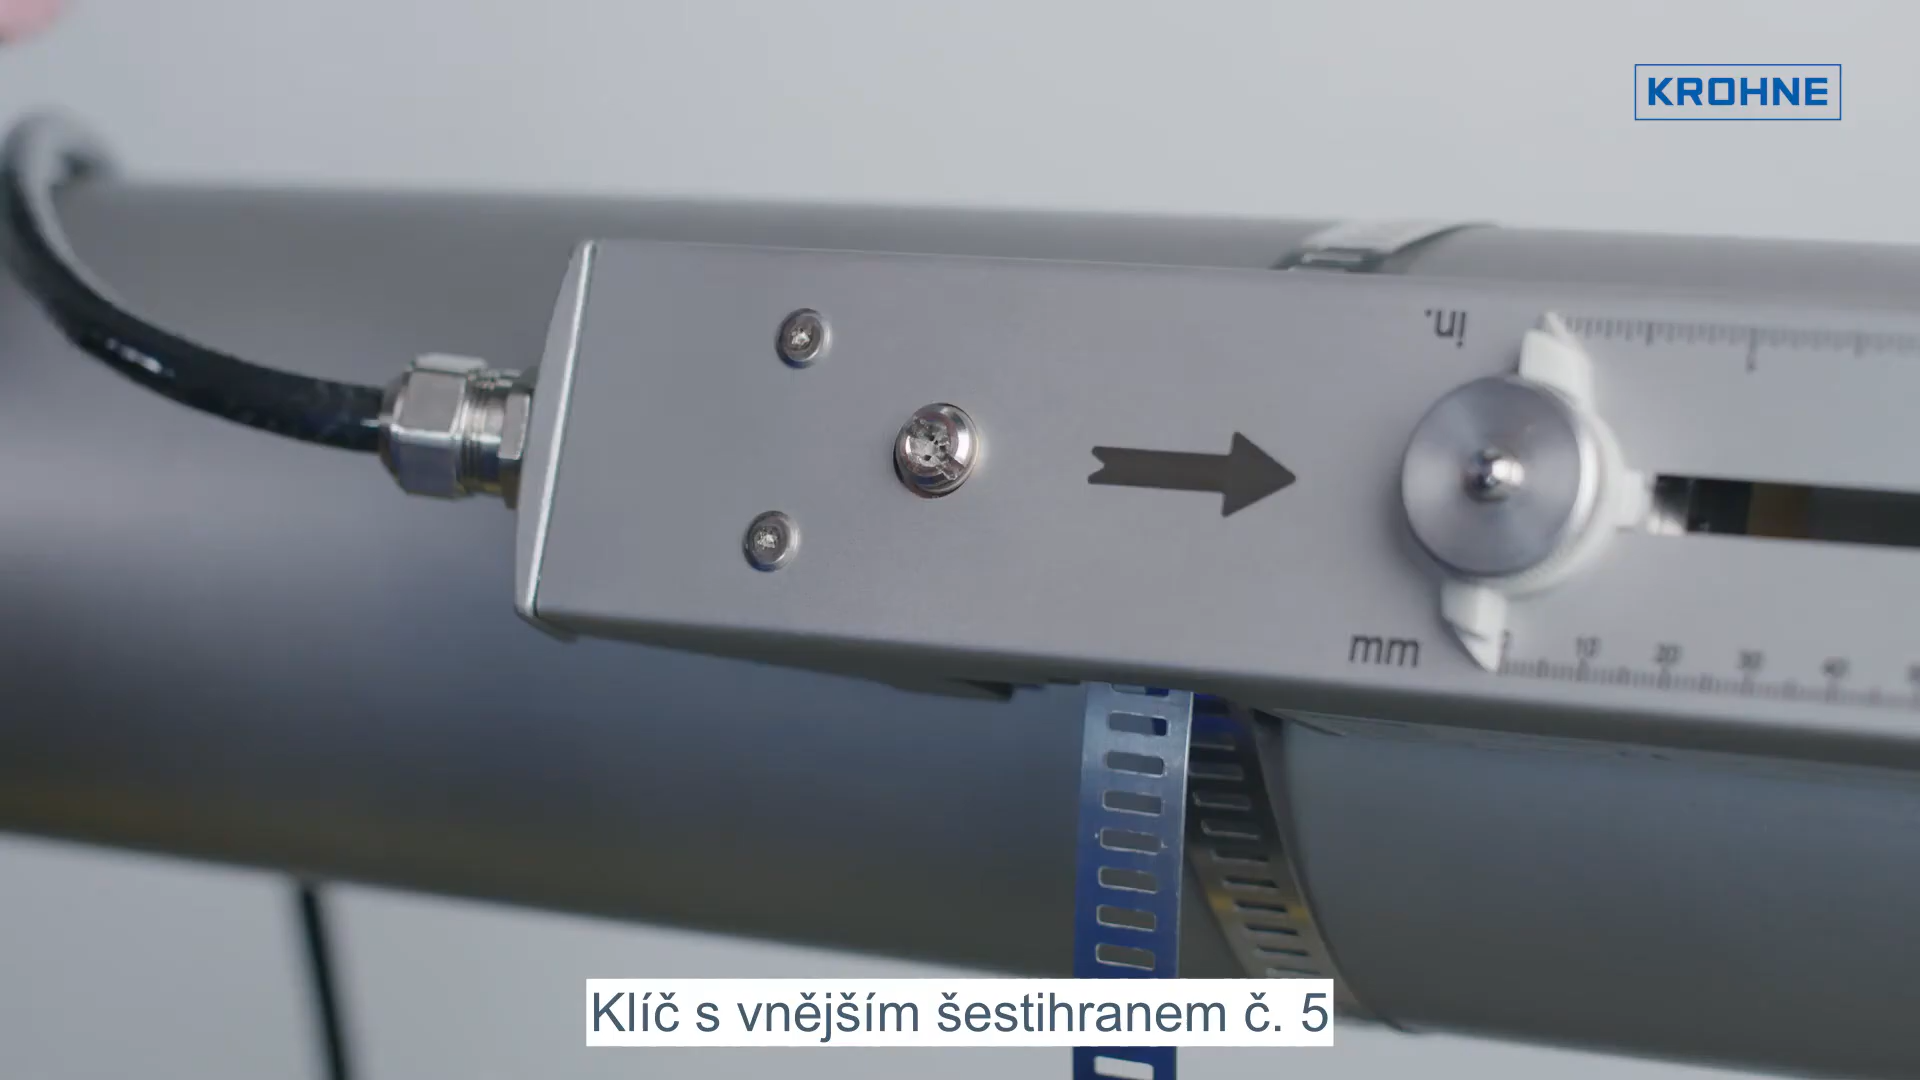 KROHNE
in.
mm
10 20 30 40
Klíč s vnějším šestihranem č. 5